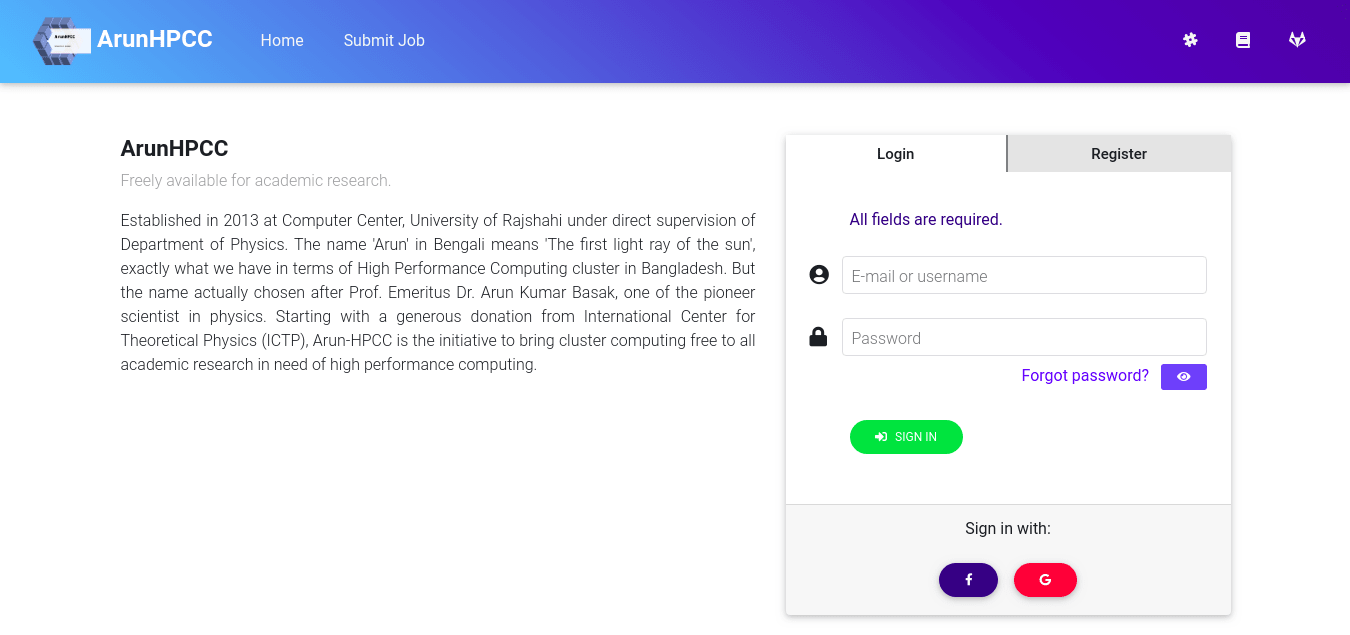 ArunHPCC
ArunHPCC
Home
Submit Job
ArunHPCC
Freely available for academic research.
Established in 2013 at Computer Center, University of Rajshahi under direct supervision of
Department of Physics. The name 'Arun' in Bengali means 'The first light ray of the sun',
exactly what we have in terms of High Performance Computing cluster in Bangladesh. But
the name actually chosen after Prof. Emeritus Dr. Arun Kumar Basak, one of the pioneer
scientist in physics. Starting with a generous donation from International Center for
Theoretical Physics (ICTP), Arun-HPCC is the initiative to bring cluster computing free to all
academic research in need of high performance computing.
Login
Register
All fields are required.
E-mail or username
Password
Forgot password?
SIGN IN
Sign in with: